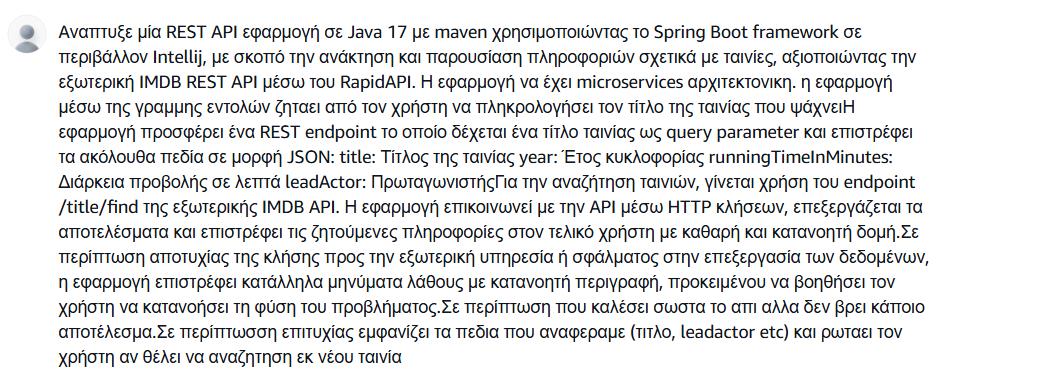 Αναπτυξε μία REST API εφαρμογή σε Java 17 με maven χρησιμοποιώντας το Spring Boot framework σε
περιβάλλον Intellij, με σκοπό την ανάκτηση και παρουσίαση πληροφοριών σχετικά με ταινίες, αξιοποιώντας την
εξωτερική IMDB REST API μέσω του RapidAPI. Η εφαρμογή να έχει microservices αρχιτεκτονικη. η εφαρμογή
μέσω της γραμμης εντολών ζηταει από τον χρήστη να πληκρολογήσει τον τίτλο της ταινίας που ψάχνειΗ
εφαρμογή προσφέρει ένα REST endpoint το οποίο δέχεται ένα τίτλο ταινίας ως query parameter και επιστρέφει
τα ακόλουθα πεδία σε μορφή JSON: title: Τίτλος της ταινίας year: Έτος κυκλοφορίας runningTimeInMinutes:
Διάρκεια προβολής σε λεπτά leadActor: ΠρωταγωνιστήςΓια την αναζήτηση ταινιών, γίνεται χρήση του endpoint
/title/find της εξωτερικής IMDB API. Η εφαρμογή επικοινωνεί με την API μέσω HTTP κλήσεων, επεξεργάζεται τα
αποτελέσματα και επιστρέφει τις ζητούμενες πληροφορίες στον τελικό χρήστη με καθαρή και κατανοητή δομή.Σε
περίπτωση αποτυχίας της κλήσης προς την εξωτερική υπηρεσία ή σφάλματος στην επεξεργασία των δεδομένων,
η εφαρμογή επιστρέφει κατάλληλα μηνύματα λάθους με κατανοητή περιγραφή, προκειμένου να βοηθήσει τον
χρήστη να κατανοήσει τη φύση του προβλήματος.Σε περίπτωση που καλέσει σωστα το απι αλλα δεν βρει κάποιο
αποτέλεσμα.Σε περίπτωσση επιτυχίας εμφανίζει τα πεδια που αναφεραμε (τιτλο, leadactor etc) και ρωταει τον
χρήστη αν θέλει να αναζητηση εκ νέου ταινία